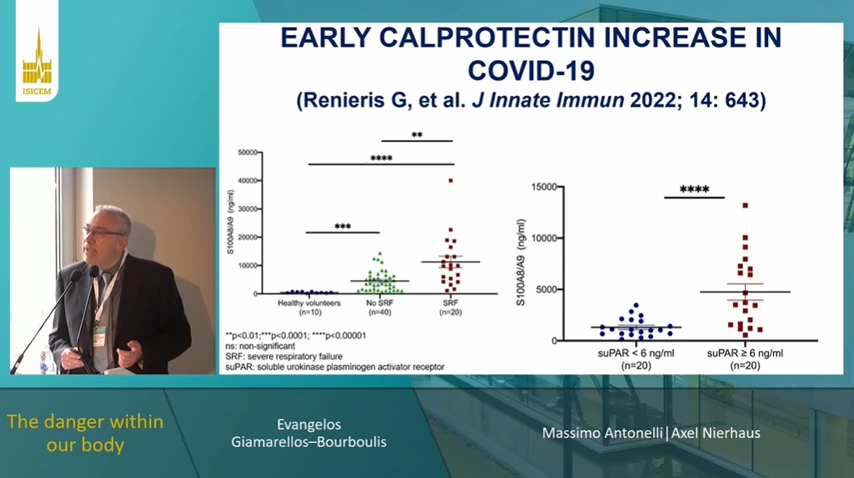 ISICEM
EARLY CALPROTECTIN INCREASE IN
COVID-19
(Renieris G, et al. J Innate Immun 2022; 14: 643)
**
****
***
S100A8/A9 (ng/ml)
50000
40000
30000
20000
10000
0
Healthy volunteers
(n=10)
No SRF
(n=40)
SRF
(n=20)
**p<0.01;***p<0.0001; ****p<0.00001
ns: non-significant
SRF: severe respiratory failure
suPAR: soluble urokinase plasminogen activator receptor
****
S100A8/A9 (ng/ml)
15000
10000
5000
0
suPAR < 6 ng/ml
(n=20)
suPAR ≥ 6 ng/ml
(n=20)
The danger within
our body
Evangelos
Giamarellos–Bourboulis
Massimo Antonelli|Axel Nierhaus